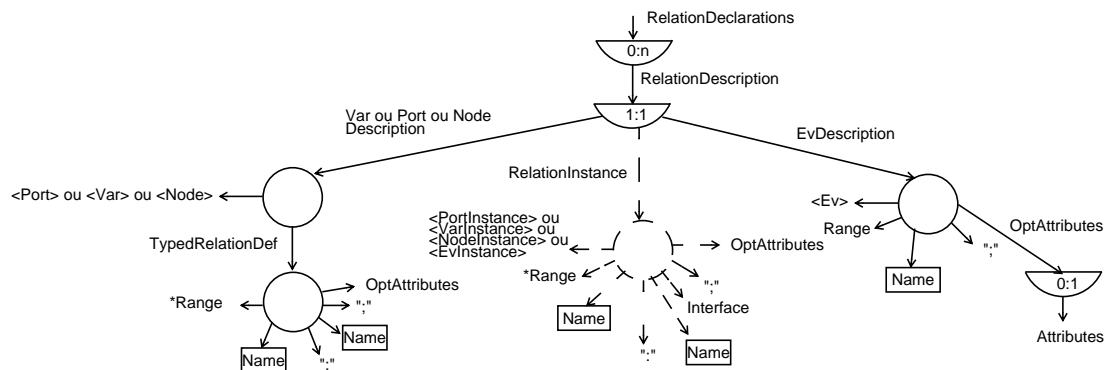 RelationDeclarations
0:n
RelationDescription
1:1
Var ou Port ou Node
Description
EvDescription
RelationInstance
<Port> ou <Var> ou <Node>
<PortInstance> ou
<VarInstance> ou
<NodeInstance> ou
<EvInstance>
<Ev>
Range
Name
";"
OptAttributes
TypedRelationDef
OptAttributes
*Range
OptAttributes
";"
Name
Name
":"
*Range
Name
":"
Name
Interface
";"
0:1
Attributes